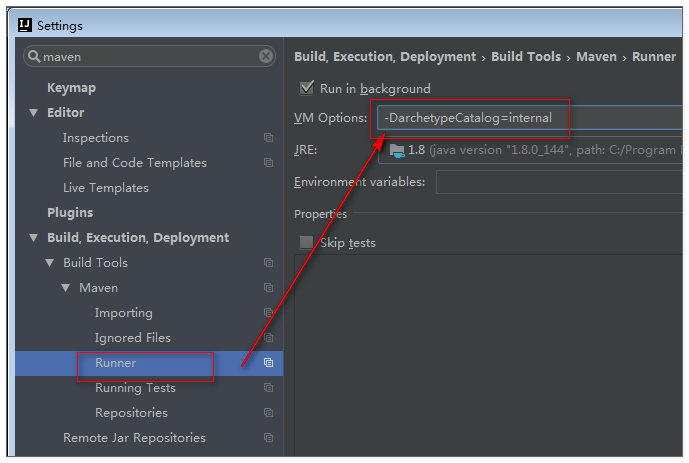 IJ Settings
maven
Keymap
Editor
Inspections
File and Code Templates
Live Templates
Plugins
Build, Execution, Deployment
Build Tools
Maven
Importing
Ignored Files
Runner
Running Tests
Repositories
Remote Jar Repositories
Build, Execution, Deployment › Build Tools › Maven › Runner
Run in background
VM Options: -DarchetypeCatalog=internal
JRE: 1.8 (java version "1.8.0_144", path: C:/Program
Environment variables:
Properties
Skip tests